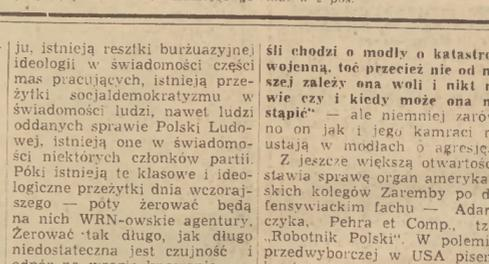 ju, istnieją resztki burżuazyjnej
ideologii w świadomości części
mas pracujących, istnieją prze-
żytki socjaldemokratyzmu w
świadomości ludzi, nawet ludzi
oddanych sprawie Polski Ludo-
wej, istnieją one w świadomo-
ści niektórych członków partii.
Póki istnieją te klasowe i ideo-
logiczne przeżytki dnia wczoraj-
szego — póty żerować będą
na nich WRN-owskie agentury.
Żerować tak długo, jak długo
niedostateczna jest czujność i
śli chodzi o modły o katastro
wojenną, toć przecież nie od n
szej zależy ona woli i nikt n
wie czy i kiedy może ona n
stąpić" — ale niemniej zaró
no on jak i jego kamraci n
ustają w modłach o agresję.
Z jeszcze większą otwartośc
stawia sprawę organ ameryka
skich kolegów Zaremby po d
fensywiackim fachu — Adar
czyka, Pehra et Comp., tz
„Robotnik Polski". W polemi
przedwyborczej w USA pisem